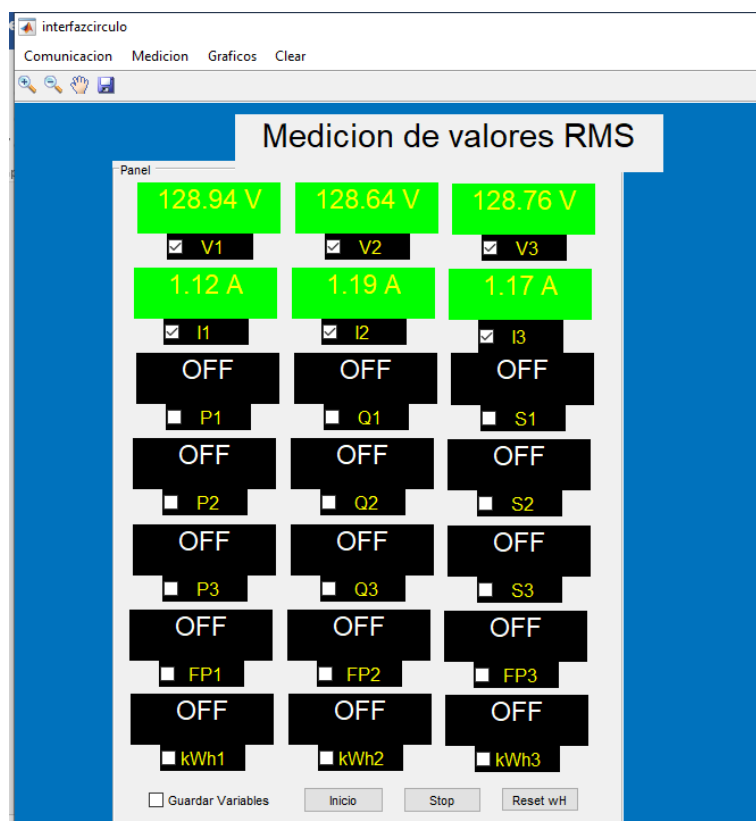 interfazcirculo
Comunicacion Medicion Graficos Clear
Medicion de valores RMS
Panel
128.94 V 128.64 V 128.76 V
V1 V2 V3
1.12 A 1.19 A 1.17 A
I1 I2 I3
OFF OFF OFF
P1 Q1 S1
OFF OFF OFF
P2 Q2 S2
OFF OFF OFF
P3 Q3 S3
OFF OFF OFF
FP1 FP2 FP3
OFF OFF OFF
kWh1 kWh2 kWh3
Guardar Variables Inicio Stop Reset wH